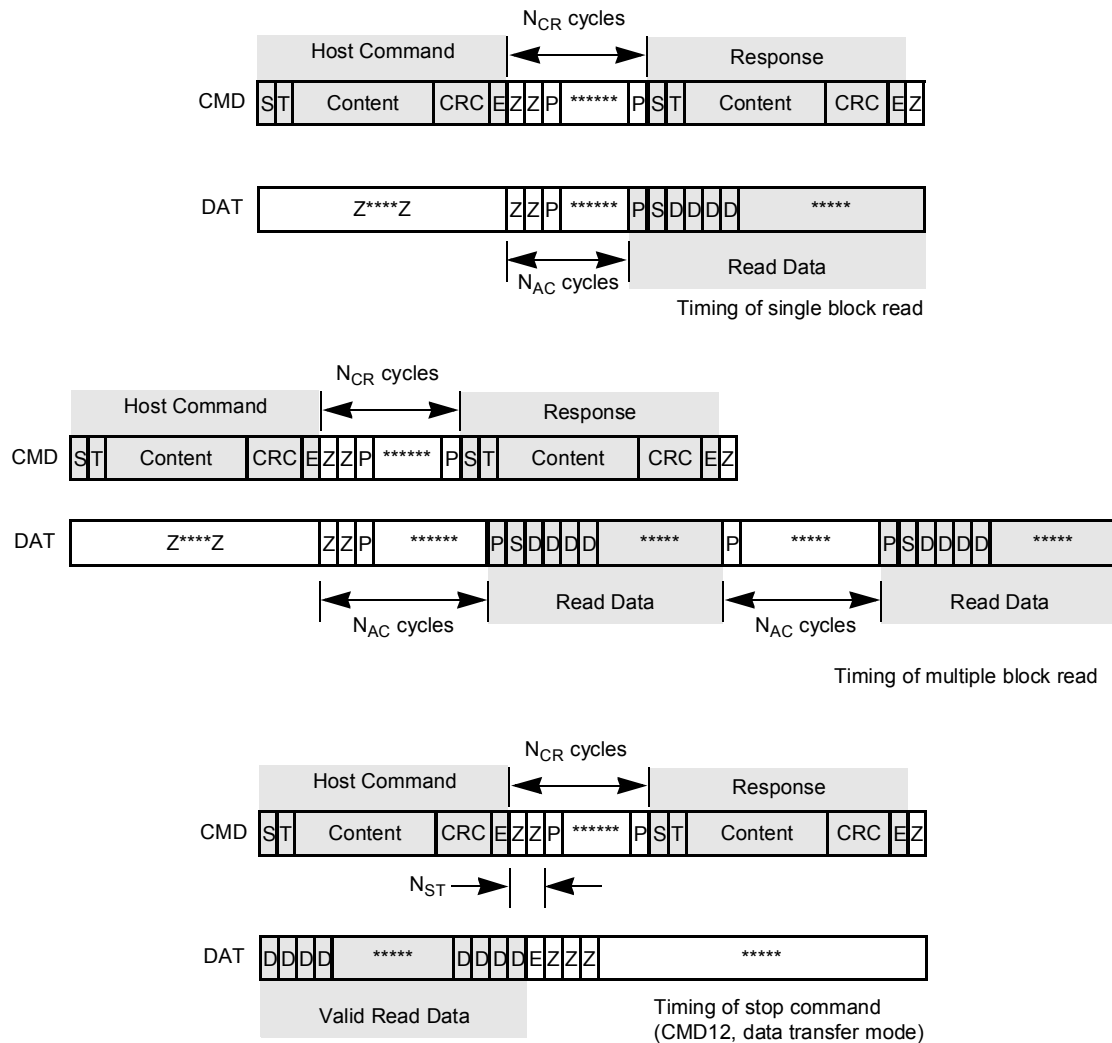 N_CR cycles
Host Command Response
CMD S T Content CRC E Z Z P ****** P S T Content CRC E Z
DAT Z****Z Z Z P ****** P S D D D D *****
N_AC cycles Read Data
Timing of single block read
N_CR cycles
Host Command Response
CMD S T Content CRC E Z Z P ****** P S T Content CRC E Z
DAT Z****Z Z Z P ****** P S D D D D ***** P ***** P S D D D D *****
N_AC cycles Read Data N_AC cycles Read Data
Timing of multiple block read
N_CR cycles
Host Command Response
CMD S T Content CRC E Z Z P ****** P S T Content CRC E Z
N_ST
DAT D D D D ***** D D D D E Z Z Z *****
Valid Read Data
Timing of stop command
(CMD12, data transfer mode)